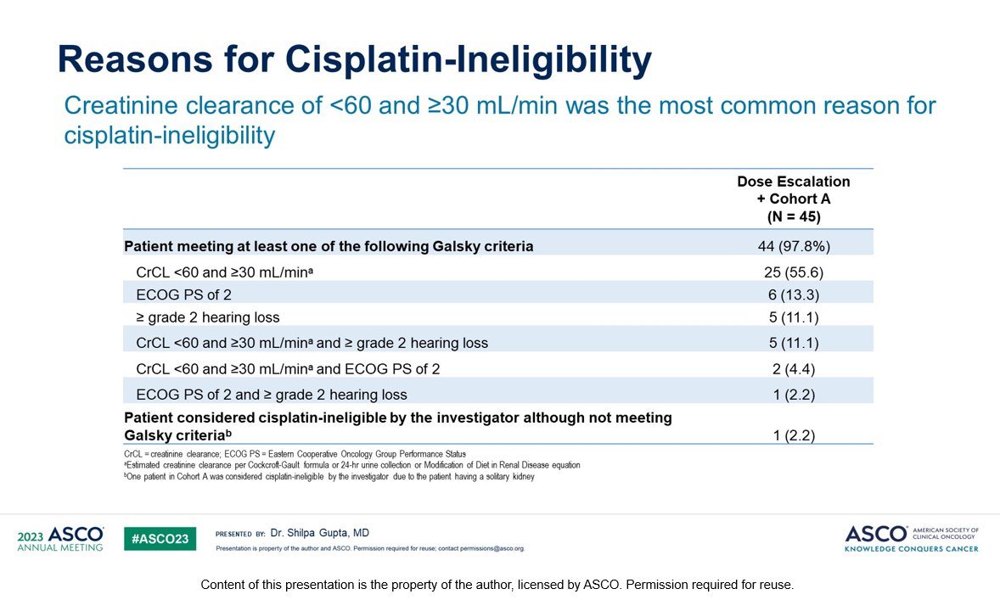 Reasons for Cisplatin-Ineligibility
Creatinine clearance of <60 and ≥30 mL/min was the most common reason for
cisplatin-ineligibility
Dose Escalation
+ Cohort A
(N = 45)
Patient meeting at least one of the following Galsky criteria 44 (97.8%)
CrCL <60 and ≥30 mL/minᵃ 25 (55.6)
ECOG PS of 2 6 (13.3)
≥ grade 2 hearing loss 5 (11.1)
CrCL <60 and ≥30 mL/minᵃ and ≥ grade 2 hearing loss 5 (11.1)
CrCL <60 and ≥30 mL/minᵃ and ECOG PS of 2 2 (4.4)
ECOG PS of 2 and ≥ grade 2 hearing loss 1 (2.2)
Patient considered cisplatin-ineligible by the investigator although not meeting
Galsky criteriaᵇ 1 (2.2)
CrCL = creatinine clearance; ECOG PS = Eastern Cooperative Oncology Group Performance Status
ᵃEstimated creatinine clearance per Cockcroft-Gault formula or 24-hr urine collection or Modification of Diet in Renal Disease equation
ᵇOne patient in Cohort A was considered cisplatin-ineligible by the investigator due to the patient having a solitary kidney
2023 ASCO
ANNUAL MEETING
#ASCO23
PRESENTED BY: Dr. Shilpa Gupta, MD
Presentation is property of the author and ASCO. Permission required for reuse; contact permissions@asco.org.
ASCO AMERICAN SOCIETY OF
CLINICAL ONCOLOGY
KNOWLEDGE CONQUERS CANCER
Content of this presentation is the property of the author, licensed by ASCO. Permission required for reuse.